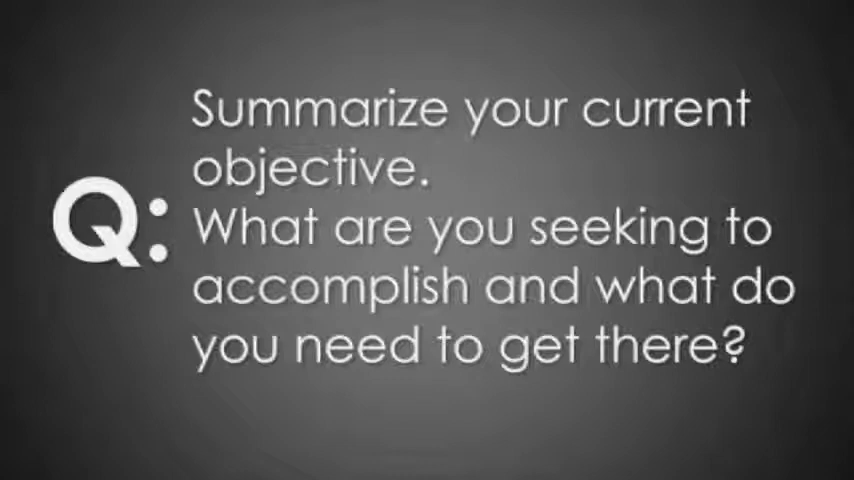 Q:
Summarize your current
objective.
What are you seeking to
accomplish and what do
you need to get there?